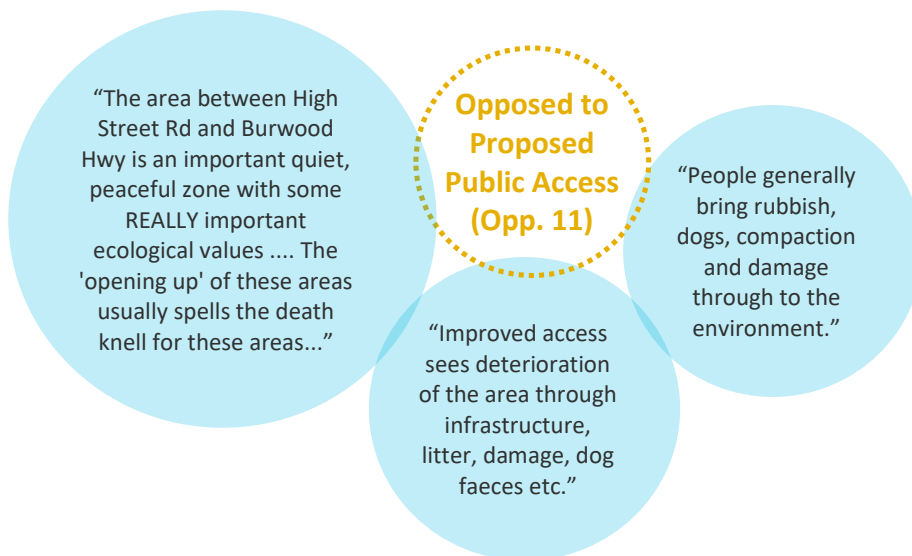 “The area between High
Street Rd and Burwood
Hwy is an important quiet,
peaceful zone with some
REALLY important
ecological values .... The
'opening up' of these areas
usually spells the death
knell for these areas...”
Opposed to
Proposed
Public Access
(Opp. 11)
“People generally
bring rubbish,
dogs, compaction
and damage
through to the
environment.”
“Improved access
sees deterioration
of the area through
infrastructure,
litter, damage, dog
faeces etc.”